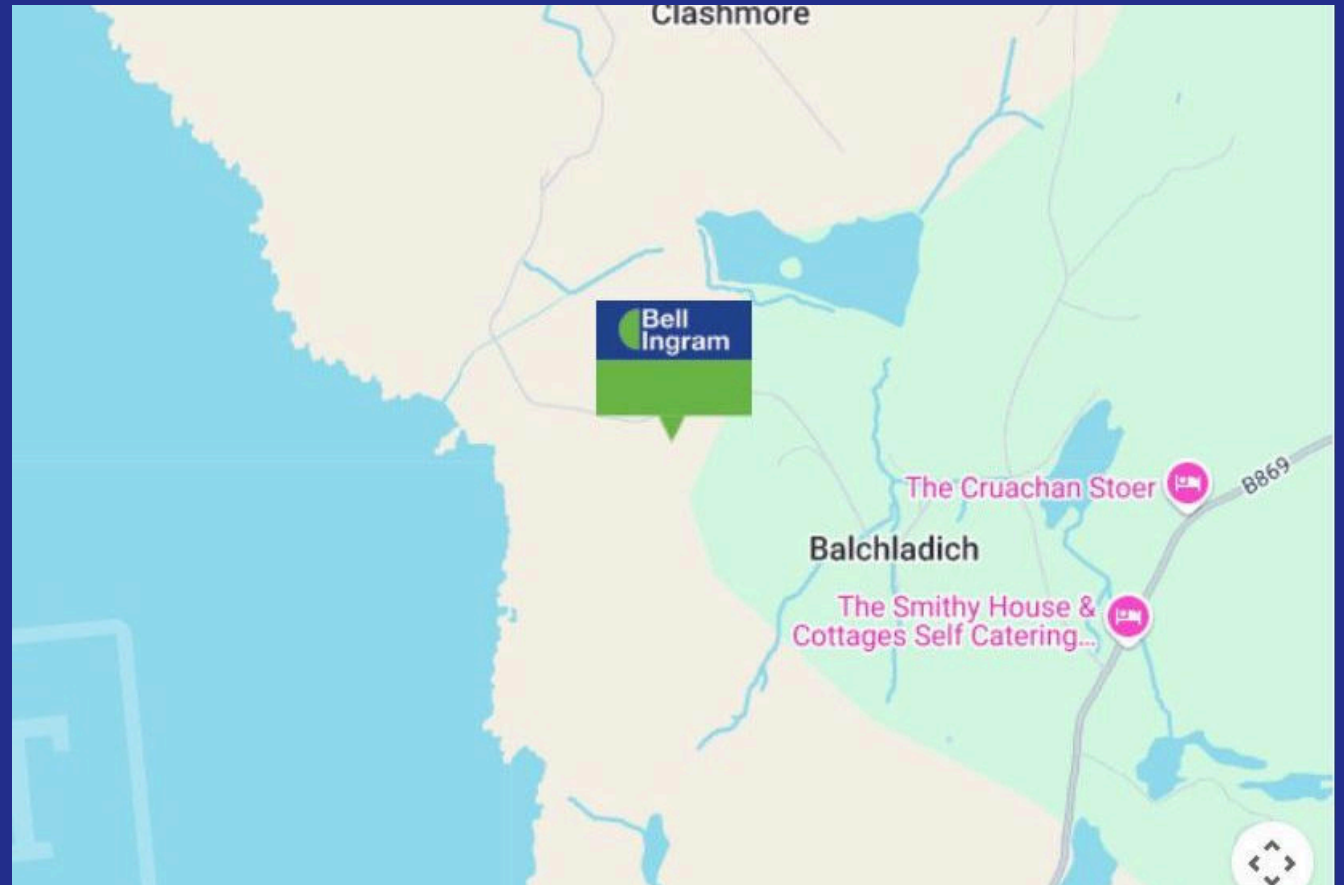 Clashmore
Bell
Ingram
The Cruachan Stoer
B869
Balchladich
The Smithy House &
Cottages Self Catering...